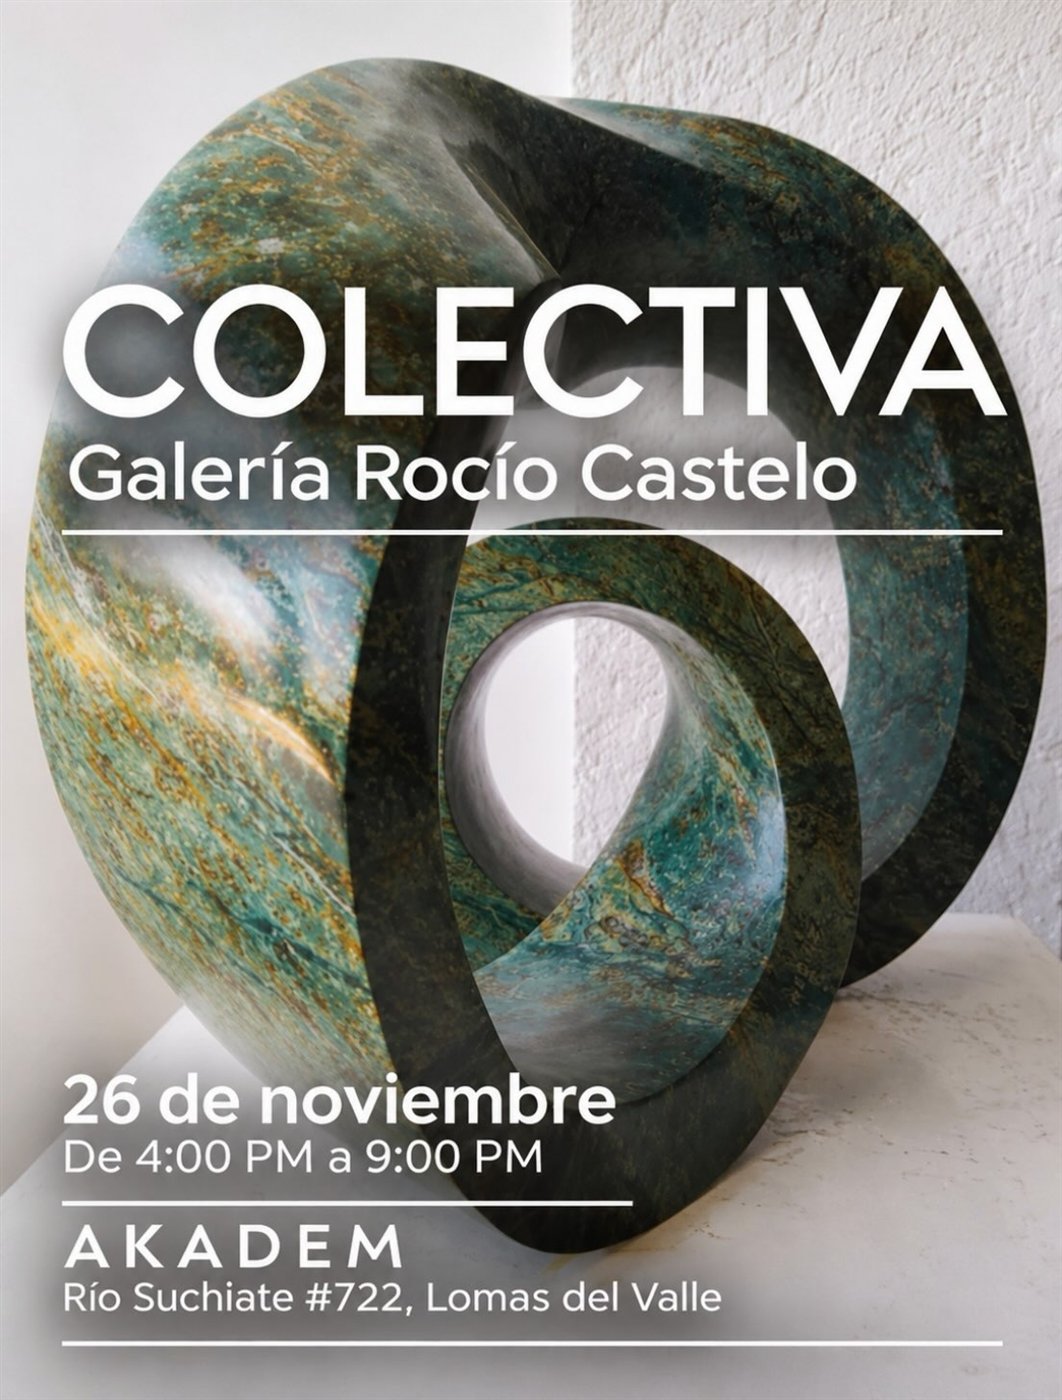 COLECTIVA
Galería Rocío Castelo
26 de noviembre
De 4:00 PM a 9:00 PM
AKADEM
Río Suchiate #722, Lomas del Valle